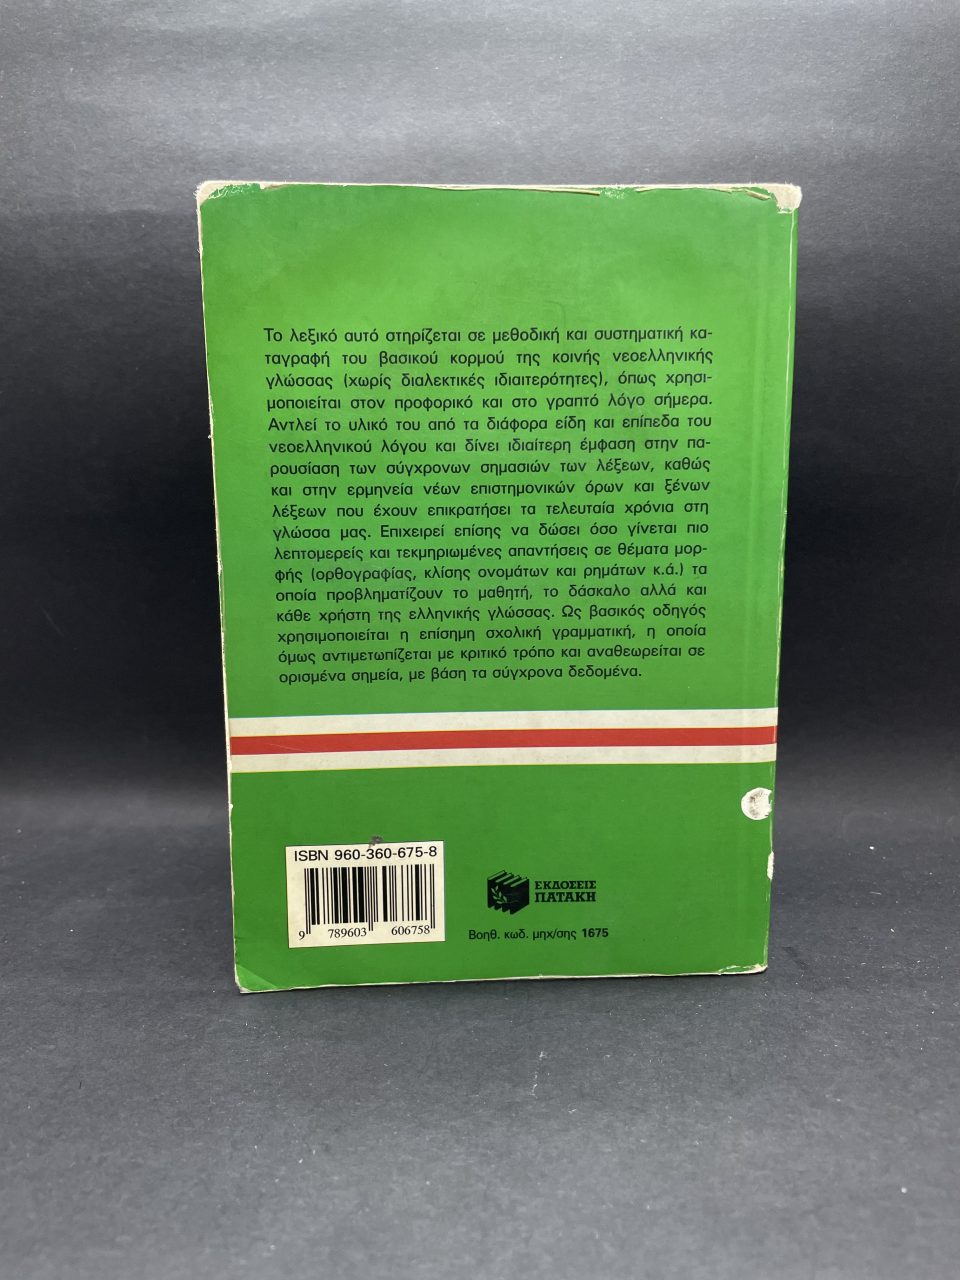 Το λεξικό αυτό στηρίζεται σε μεθοδική και συστηματική κα-
ταγραφή του βασικού κορμού της κοινής νεοελληνικής
γλώσσας (χωρίς διαλεκτικές ιδιαιτερότητες), όπως χρησι-
μοποιείται στον προφορικό και στο γραπτό λόγο σήμερα.
Αντλεί το υλικό του από τα διάφορα είδη και επίπεδα του
νεοελληνικού λόγου και δίνει ιδιαίτερη έμφαση στην πα-
ρουσίαση των σύγχρονων σημασιών των λέξεων, καθώς
και στην ερμηνεία νέων επιστημονικών όρων και ξένων
λέξεων που έχουν επικρατήσει τα τελευταία χρόνια στη
γλώσσα μας. Επιχειρεί επίσης να δώσει όσο γίνεται πιο
λεπτομερείς και τεκμηριωμένες απαντήσεις σε θέματα μορ-
φής (ορθογραφίας, κλίσης ονομάτων και ρημάτων κ.ά.) τα
οποία προβληματίζουν το μαθητή, το δάσκαλο αλλά και
κάθε χρήστη της ελληνικής γλώσσας. Ως βασικός οδηγός
χρησιμοποιείται η επίσημη σχολική γραμματική, η οποία
όμως αντιμετωπίζεται με κριτικό τρόπο και αναθεωρείται σε
ορισμένα σημεία, με βάση τα σύγχρονα δεδομένα.
ISBN 960-360-675-8
9 789603 606758
ΕΚΔΟΣΕΙΣ
ΠΑΤΑΚΗ
Βοηθ. κωδ. μηχ/σης 1675